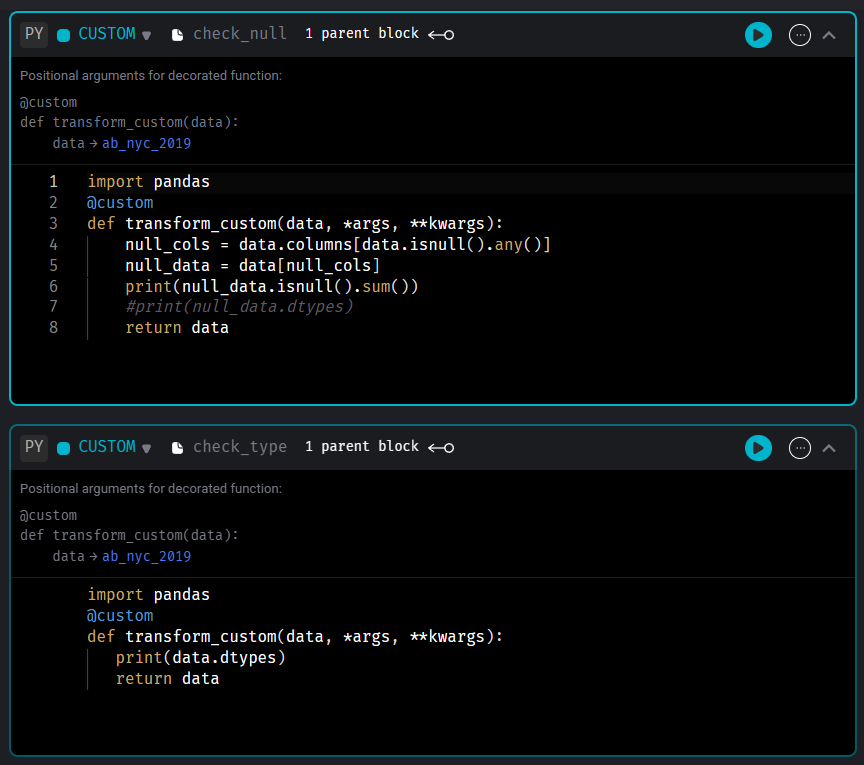 PY CUSTOM check_null 1 parent block
Positional arguments for decorated function:
@custom
def transform_custom(data):
data → ab_nyc_2019
1 import pandas
2 @custom
3 def transform_custom(data, *args, **kwargs):
4 null_cols = data.columns[data.isnull().any()]
5 null_data = data[null_cols]
6 print(null_data.isnull().sum())
7 #print(null_data.dtypes)
8 return data
PY CUSTOM check_type 1 parent block
Positional arguments for decorated function:
@custom
def transform_custom(data):
data → ab_nyc_2019
import pandas
@custom
def transform_custom(data, *args, **kwargs):
print(data.dtypes)
return data